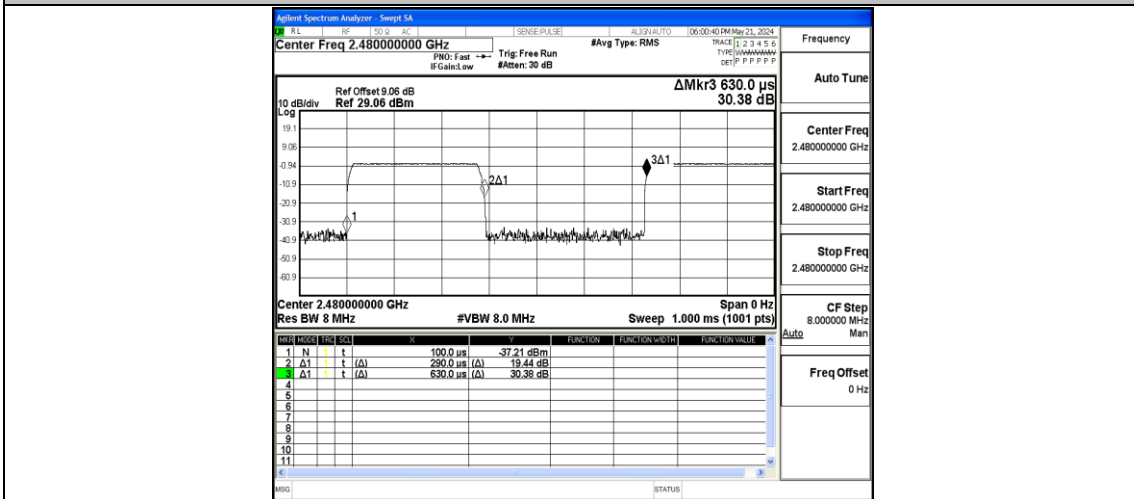 Agilent Spectrum Analyzer - Swept SA
RL RF 50 Ω AC SENSE:PULSE ALIGNAUTO 06:00:40 PM May 21, 2024
Center Freq 2.480000000 GHz #Avg Type: RMS TRACE 1 2 3 4 5 6
PNO: Fast Trig: Free Run TYPE
IFGain:Low #Atten: 30 dB DET P P P P P P
Frequency
ΔMkr3 630.0 µs
Ref Offset 9.06 dB
10 dB/div Ref 29.06 dBm 30.38 dB
Log
19.1
9.06
-0.94
-10.9
-20.9
-30.9
-40.9
-50.9
-60.9
1
2Δ1
3Δ1
Center 2.480000000 GHz Span 0 Hz
Res BW 8 MHz #VBW 8.0 MHz Sweep 1.000 ms (1001 pts)
MKR MODE TRC SCL X Y FUNCTION FUNCTION WIDTH FUNCTION VALUE
1 N 1 t 100.0 µs -37.21 dBm
2 Δ1 1 t (Δ) 290.0 µs (Δ) 19.44 dB
3 Δ1 1 t (Δ) 630.0 µs (Δ) 30.38 dB
4
5
6
7
8
9
10
11
MSG STATUS
Auto Tune
Center Freq
2.480000000 GHz
Start Freq
2.480000000 GHz
Stop Freq
2.480000000 GHz
CF Step
8.000000 MHz
Auto Man
Freq Offset
0 Hz